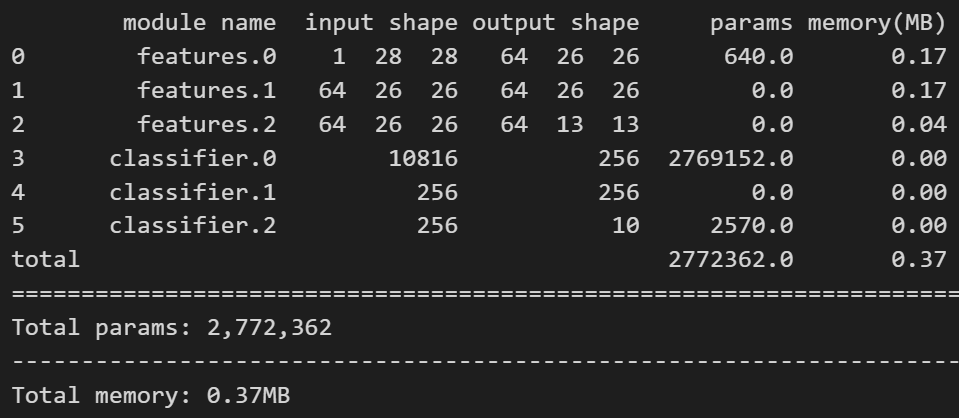 module name input shape output shape params memory(MB)
0 features.0 1 28 28 64 26 26 640.0 0.17
1 features.1 64 26 26 64 26 26 0.0 0.17
2 features.2 64 26 26 64 13 13 0.0 0.04
3 classifier.0 10816 256 2769152.0 0.00
4 classifier.1 256 256 0.0 0.00
5 classifier.2 256 10 2570.0 0.00
total 2772362.0 0.37
====================================================================
Total params: 2,772,362
--------------------------------------------------------------------
Total memory: 0.37MB